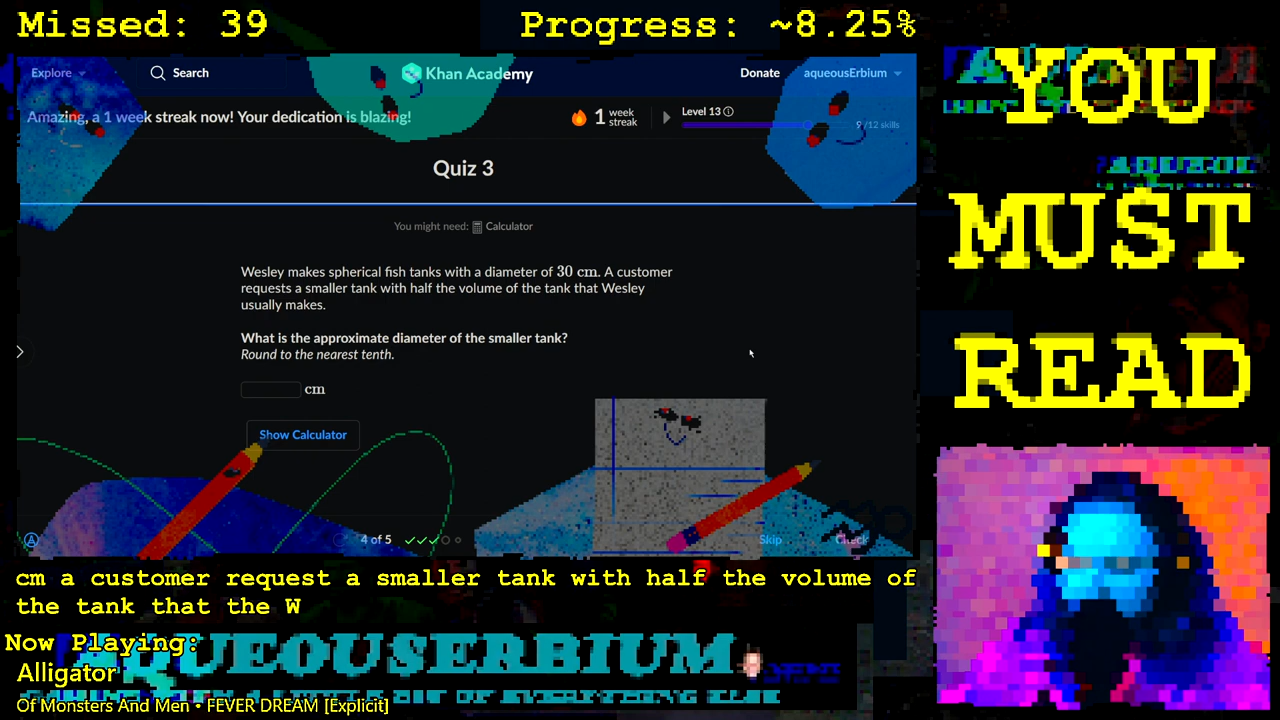 Missed: 39
Progress: ~8.25%
YOU
MUST
READ
Explore
Search
Khan Academy
Donate
aqueousErbium
Amazing, a 1 week streak now! Your dedication is blazing!
1 week streak
Level 13
9/12 skills
Quiz 3
You might need: Calculator
Wesley makes spherical fish tanks with a diameter of 30 cm. A customer
requests a smaller tank with half the volume of the tank that Wesley
usually makes.
What is the approximate diameter of the smaller tank?
Round to the nearest tenth.
cm
Show Calculator
4 of 5
Skip
Check
cm a customer request a smaller tank with half the volume of
the tank that the W
Now Playing:
AQUEOUSERBIUM
Alligator
Of Monsters And Men • FEVER DREAM [Explicit]